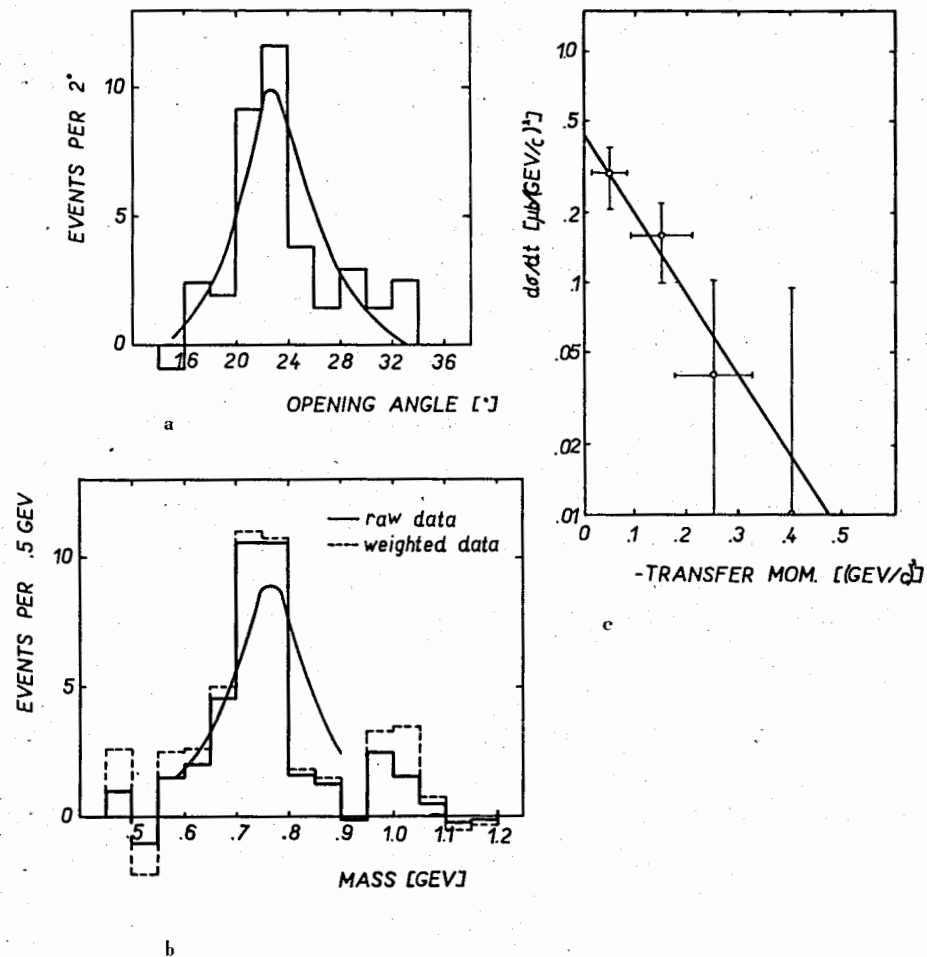 10
5
0
EVENTS PER 2°
16 20 24 28 32 36
OPENING ANGLE [°]
a
10
5
0
EVENTS PER .5 GEV
raw data
weighted data
.5 .6 .7 .8 .9 1.0 1.1 1.2
MASS [GEV]
b
1.0
.5
.2
.1
.05
.02
.01
dσ/dt [μb/GEV/c)²]
0 .1 .2 .3 .4 .5
-TRANSFER MOM. [(GEV/c)²]
c